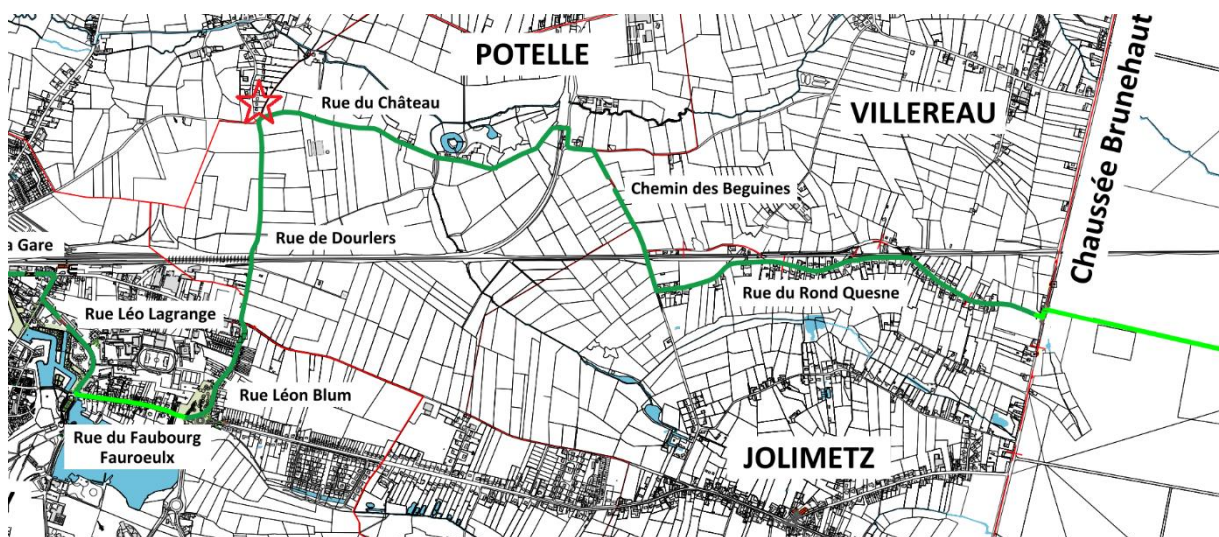 POTELLE
Rue du Château
VILLEREAU
Chaussée Brunehaut
Chemin des Beguines
Rue de Dourlers
a Gare
Rue Léo Lagrange
Rue du Rond Quesne
Rue Léon Blum
Rue du Faubourg
Fauroeulx
JOLIMETZ
Y